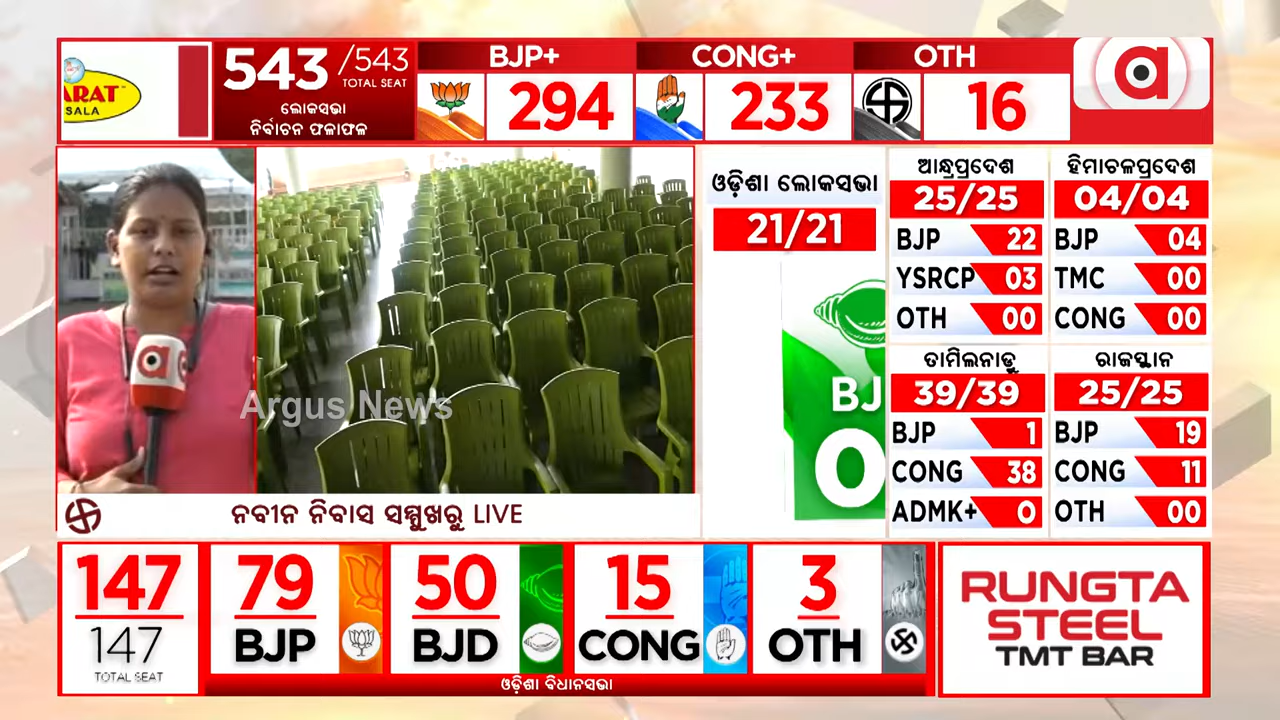 ARAT
SALA
543 /543
TOTAL SEAT
ଲୋକସଭା
ନିର୍ବାଚନ ଫଳାଫଳ
BJP+
294
CONG+
233
OTH
16
a
Argus News
ନବୀନ ନିବାସ ସମ୍ମୁଖରୁ LIVE
ଓଡ଼ିଶା ଲୋକସଭା
21/21
BJ
0
ଆନ୍ଧ୍ରପ୍ରଦେଶ
25/25
BJP 22
YSRCP 03
OTH 00
ହିମାଚଳପ୍ରଦେଶ
04/04
BJP 04
TMC 00
CONG 00
ତାମିଲନାଡୁ
39/39
BJP 1
CONG 38
ADMK+ 0
ରାଜସ୍ଥାନ
25/25
BJP 19
CONG 11
OTH 00
147
147
TOTAL SEAT
79
BJP
50
BJD
15
CONG
3
OTH
ଓଡ଼ିଶା ବିଧାନସଭା
RUNGTA
STEEL
TMT BAR